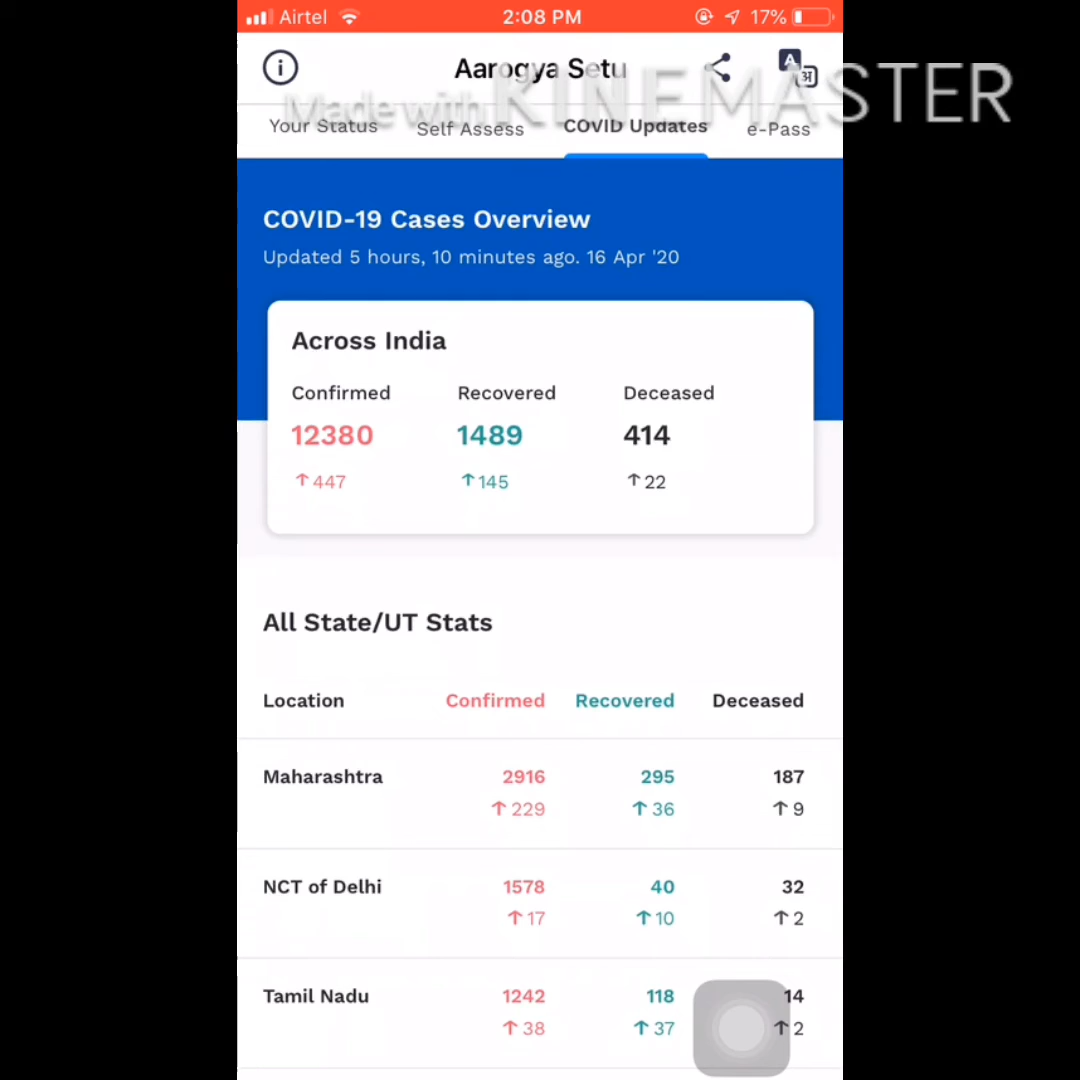 Airtel 2:08 PM 17%
Aarogya Setu
Made with KINEMASTER
Your Status Self Assess COVID Updates e-Pass
COVID-19 Cases Overview
Updated 5 hours, 10 minutes ago. 16 Apr '20
Across India
Confirmed Recovered Deceased
12380 1489 414
↑447 ↑145 ↑22
All State/UT Stats
Location Confirmed Recovered Deceased
Maharashtra 2916 295 187
↑229 ↑36 ↑9
NCT of Delhi 1578 40 32
↑17 ↑10 ↑2
Tamil Nadu 1242 118 14
↑38 ↑37 ↑2